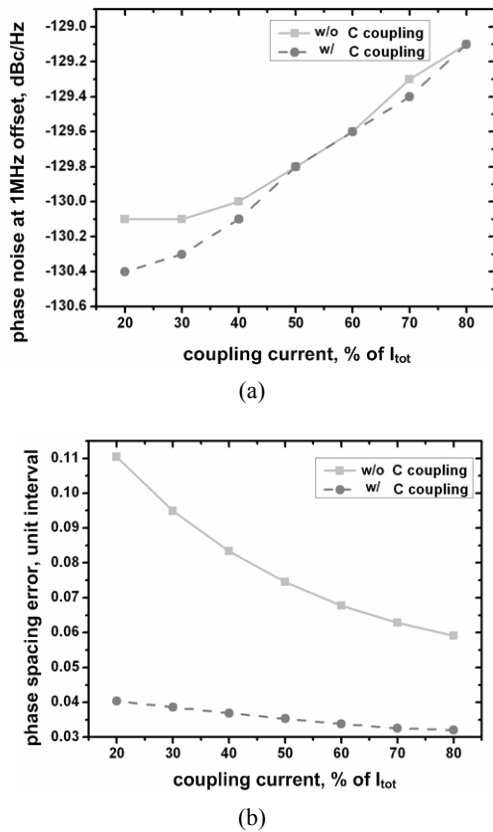 -129.0
-129.2
-129.4
-129.6
-129.8
-130.0
-130.2
-130.4
-130.6
phase noise at 1MHz offset, dBc/Hz
w/o C coupling
w/ C coupling
20 30 40 50 60 70 80
coupling current, % of Itot
(a)
0.11
0.10
0.09
0.08
0.07
0.06
0.05
0.04
0.03
phase spacing error, unit interval
w/o C coupling
w/ C coupling
20 30 40 50 60 70 80
coupling current, % of Itot
(b)